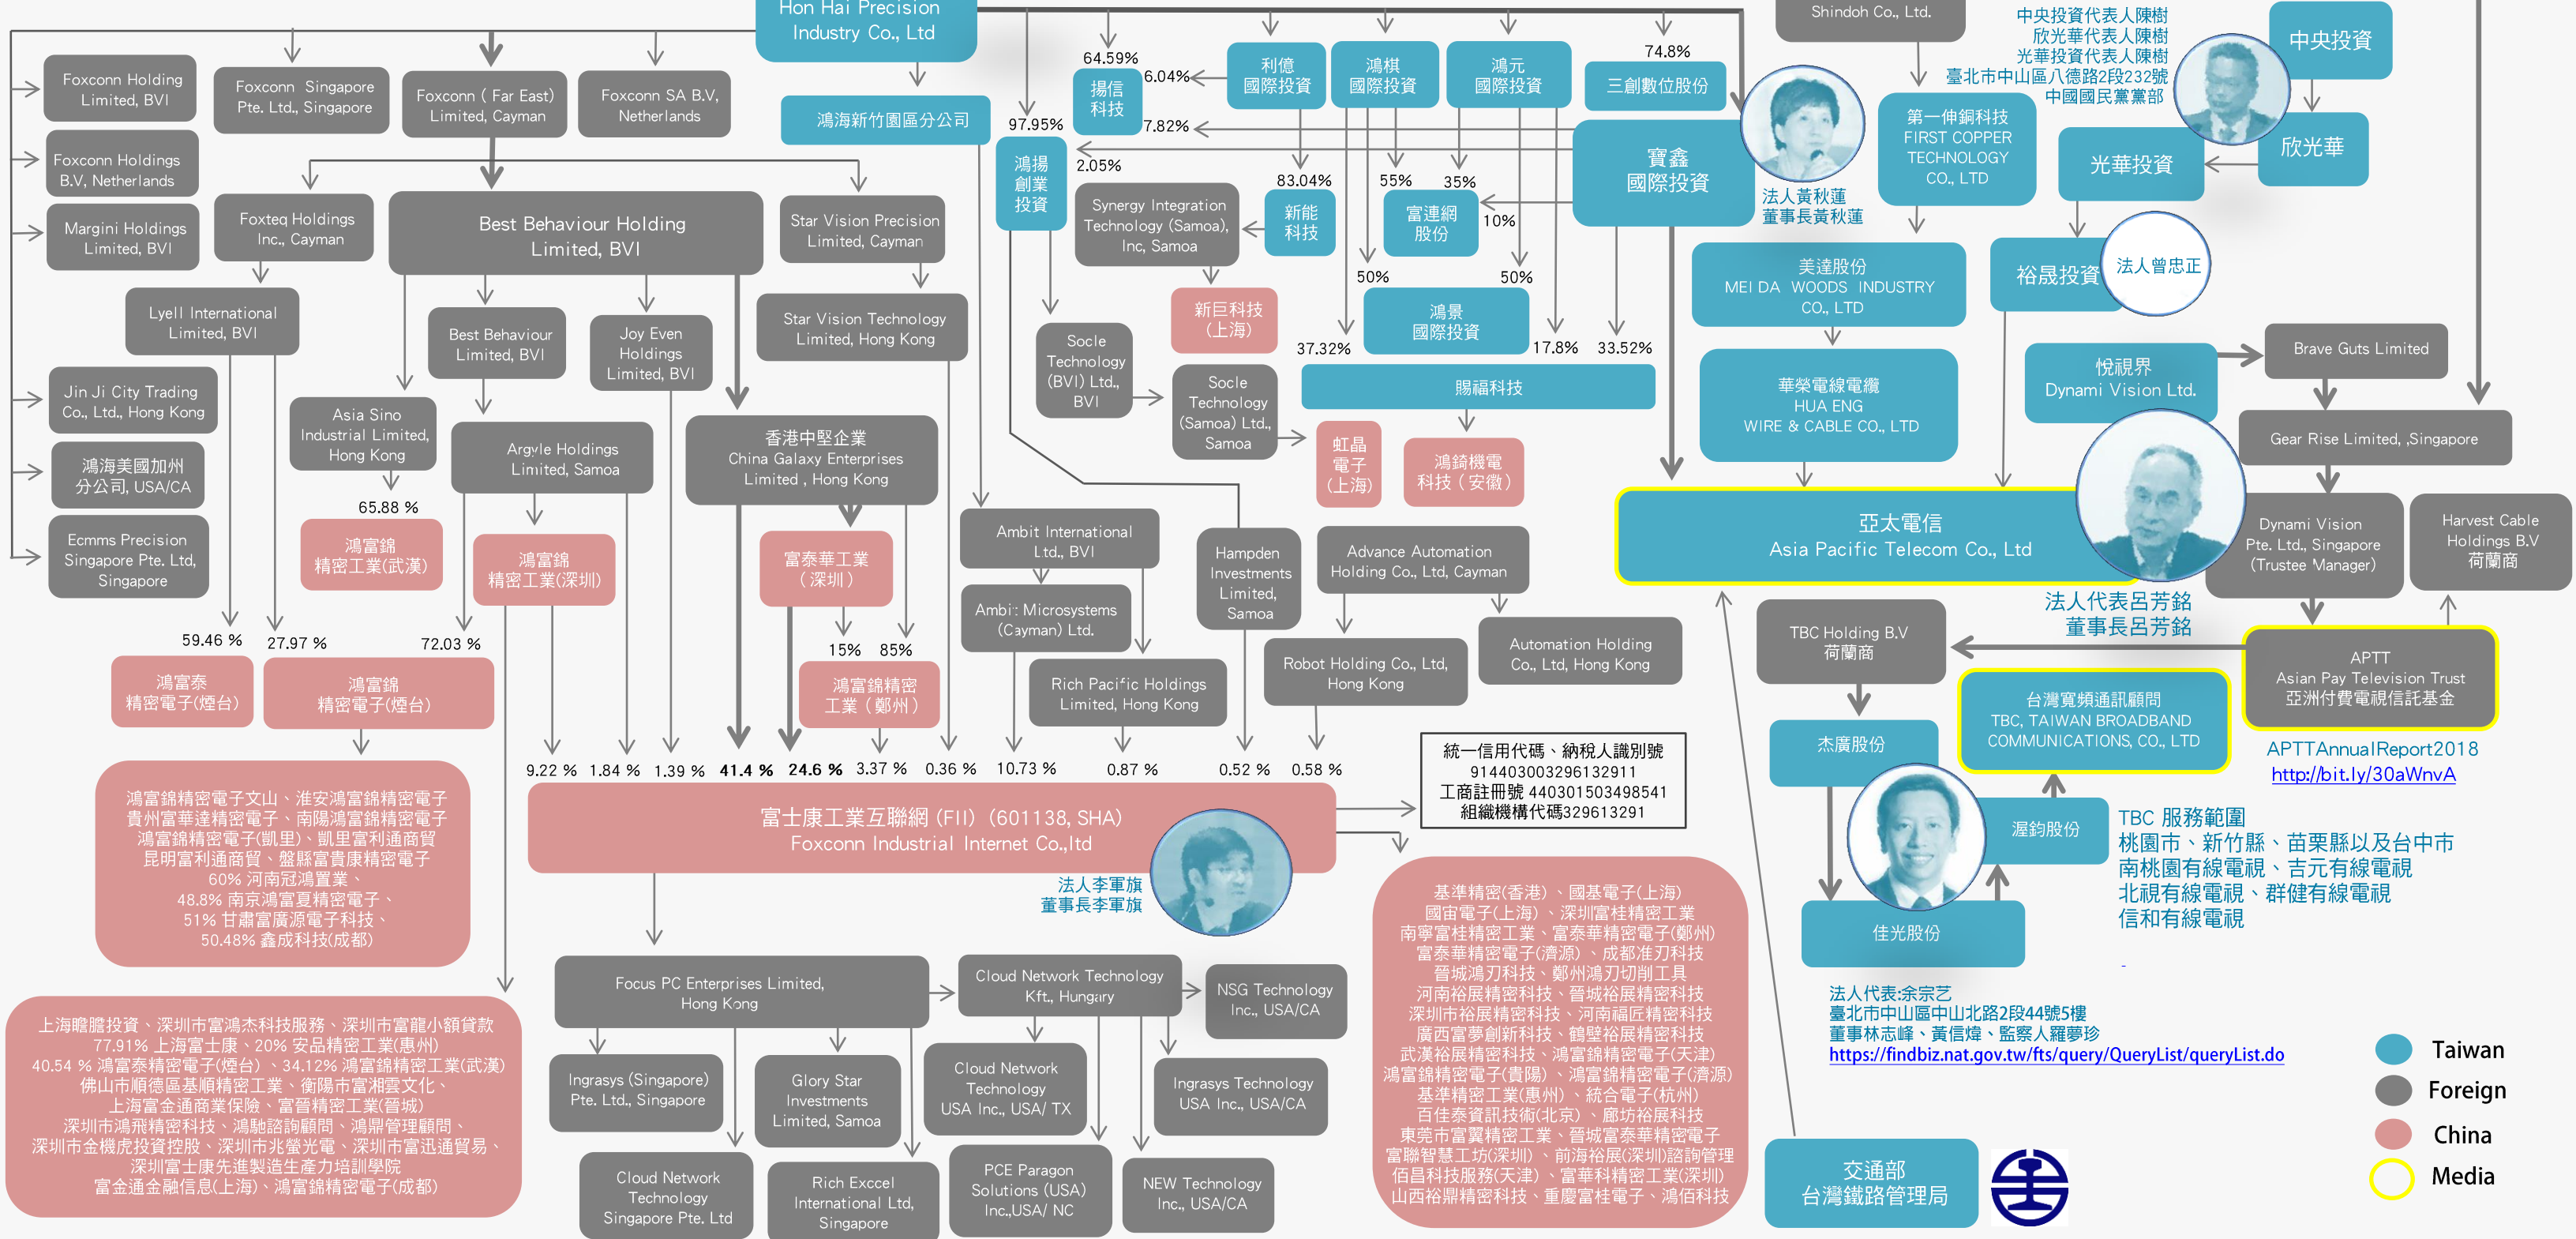 Hon Hai Precision
Industry Co., Ltd
Foxconn Holding
Limited, BVI
Foxconn Singapore
Pte. Ltd., Singapore
Foxconn ( Far East)
Limited, Cayman
Foxconn SA B.V,
Netherlands
Foxconn Holdings
B.V, Netherlands
Margini Holdings
Limited, BVI
Jin Ji City Trading
Co., Ltd., Hong Kong
鴻海美國加州
分公司, USA/CA
Ecmms Precision
Singapore Pte. Ltd,
Singapore
Foxteq Holdings
Inc., Cayman
Best Behaviour Holding
Limited, BVI
Star Vision Precision
Limited, Cayman
Lyell International
Limited, BVI
Best Behaviour
Limited, BVI
Joy Even
Holdings
Limited, BVI
Star Vision Technology
Limited, Hong Kong
Asia Sino
Industrial Limited,
Hong Kong
Argyle Holdings
Limited, Samoa
香港中堅企業
China Galaxy Enterprises
Limited , Hong Kong
65.88 %
鴻富錦
精密工業(武漢)
鴻富錦
精密工業(深圳)
富泰華工業
(深圳)
59.46 %
27.97 %
72.03 %
15%
85%
鴻富泰
精密電子(煙台)
鴻富錦
精密電子(煙台)
鴻富錦精密
工業(鄭州)
鴻海新竹園區分公司
97.95%
鴻揚
創業
投資
2.05%
64.59%
揚信
科技
6.04%
7.82%
利億
國際投資
鴻棋
國際投資
鴻元
國際投資
74.8%
三創數位股份
寶鑫
國際投資
法人黃秋蓮
董事長黃秋蓮
83.04%
55%
35%
10%
Synergy Integration
Technology (Samoa),
Inc, Samoa
新能
科技
富連網
股份
新巨科技
(上海)
50%
50%
鴻景
國際投資
37.32%
17.8%
33.52%
賜福科技
Socle
Technology
(BVI) Ltd.,
BVI
Socle
Technology
(Samoa) Ltd.,
Samoa
虹晶
電子
(上海)
鴻錡機電
科技(安徽)
Ambit International
Ltd., BVI
Ambit Microsystems
(Cayman) Ltd.
Rich Pacific Holdings
Limited, Hong Kong
Hampden
Investments
Limited,
Samoa
Advance Automation
Holding Co., Ltd, Cayman
Robot Holding Co., Ltd,
Hong Kong
Automation Holding
Co., Ltd, Hong Kong
9.22 %
1.84 %
1.39 %
41.4 %
24.6 %
3.37 %
0.36 %
10.73 %
0.87 %
0.52 %
0.58 %
富士康工業互聯網 (FII) (601138, SHA)
Foxconn Industrial Internet Co.,ltd
法人李軍旗
董事長李軍旗
統一信用代碼、納稅人識別號
914403003296132911
工商註冊號 440301503498541
組織機構代碼329613291
鴻富錦精密電子文山、淮安鴻富錦精密電子
貴州富華達精密電子、南陽鴻富錦精密電子
鴻富錦精密電子(凱里)、凱里富利通商貿
昆明富利通商貿、盤縣富貴康精密電子
60% 河南冠鴻置業、
48.8% 南京鴻富夏精密電子、
51% 甘肅富廣源電子科技、
50.48% 鑫成科技(成都)
上海瞻膽投資、深圳市富鴻杰科技服務、深圳市富龍小額貸款
77.91% 上海富士康、20% 安品精密工業(惠州)
40.54 % 鴻富泰精密電子(煙台)、34.12% 鴻富錦精密工業(武漢)
佛山市順德區基順精密工業、衡陽市富湘雲文化、
上海富金通商業保險、富晉精密工業(晉城)
深圳市鴻飛精密科技、鴻馳諮詢顧問、鴻鼎管理顧問、
深圳市金機虎投資控股、深圳市兆螢光電、深圳市富迅通貿易、
深圳富士康先進製造生產力培訓學院
富金通金融信息(上海)、鴻富錦精密電子(成都)
Focus PC Enterprises Limited,
Hong Kong
Cloud Network Technology
Kft., Hungary
NSG Technology
Inc., USA/CA
Ingrasys (Singapore)
Pte. Ltd., Singapore
Glory Star
Investments
Limited, Samoa
Cloud Network
Technology
USA Inc., USA/ TX
Ingrasys Technology
USA Inc., USA/CA
Cloud Network
Technology
Singapore Pte. Ltd
Rich Exccel
International Ltd,
Singapore
PCE Paragon
Solutions (USA)
Inc.,USA/ NC
NEW Technology
Inc., USA/CA
基準精密(香港)、國基電子(上海)
國宙電子(上海)、深圳富桂精密工業
南寧富桂精密工業、富泰華精密電子(鄭州)
富泰華精密電子(濟源)、成都准刃科技
晉城鴻刃科技、鄭州鴻刃切削工具
河南裕展精密科技、晉城裕展精密科技
深圳市裕展精密科技、河南福匠精密科技
廣西富夢創新科技、鶴壁裕展精密科技
武漢裕展精密科技、鴻富錦精密電子(天津)
鴻富錦精密電子(貴陽)、鴻富錦精密電子(濟源)
基準精密工業(惠州)、統合電子(杭州)
百佳泰資訊技術(北京)、廊坊裕展科技
東莞市富翼精密工業、晉城富泰華精密電子
富聯智慧工坊(深圳)、前海裕展(深圳)諮詢管理
佰昌科技服務(天津)、富華科精密工業(深圳)
山西裕鼎精密科技、重慶富桂電子、鴻佰科技
Shindoh Co., Ltd.
第一伸銅科技
FIRST COPPER
TECHNOLOGY
CO., LTD
美達股份
MEI DA WOODS INDUSTRY
CO., LTD
華榮電線電纜
HUA ENG
WIRE & CABLE CO., LTD
中央投資代表人陳樹
欣光華代表人陳樹
光華投資代表人陳樹
臺北市中山區八德路2段232號
中國國民黨黨部
中央投資
光華投資
欣光華
裕晟投資
法人曾忠正
亞太電信
Asia Pacific Telecom Co., Ltd
法人代表呂芳銘
董事長呂芳銘
悅視界
Dynami Vision Ltd.
Brave Guts Limited
Gear Rise Limited, ,Singapore
Dynami Vision
Pte. Ltd., Singapore
(Trustee Manager)
Harvest Cable
Holdings B.V
荷蘭商
TBC Holding B.V
荷蘭商
APTT
Asian Pay Television Trust
亞洲付費電視信託基金
APTTAnnualReport2018
http://bit.ly/30aWnvA
台灣寬頻通訊顧問
TBC, TAIWAN BROADBAND
COMMUNICATIONS, CO., LTD
杰廣股份
渥鈞股份
佳光股份
TBC 服務範圍
桃園市、新竹縣、苗栗縣以及台中市
南桃園有線電視、吉元有線電視
北視有線電視、群健有線電視
信和有線電視
法人代表:余宗艺
臺北市中山區中山北路2段44號5樓
董事林志峰、黃信煒、監察人羅夢珍
https://findbiz.nat.gov.tw/fts/query/QueryList/queryList.do
交通部
台灣鐵路管理局
Taiwan
Foreign
China
Media